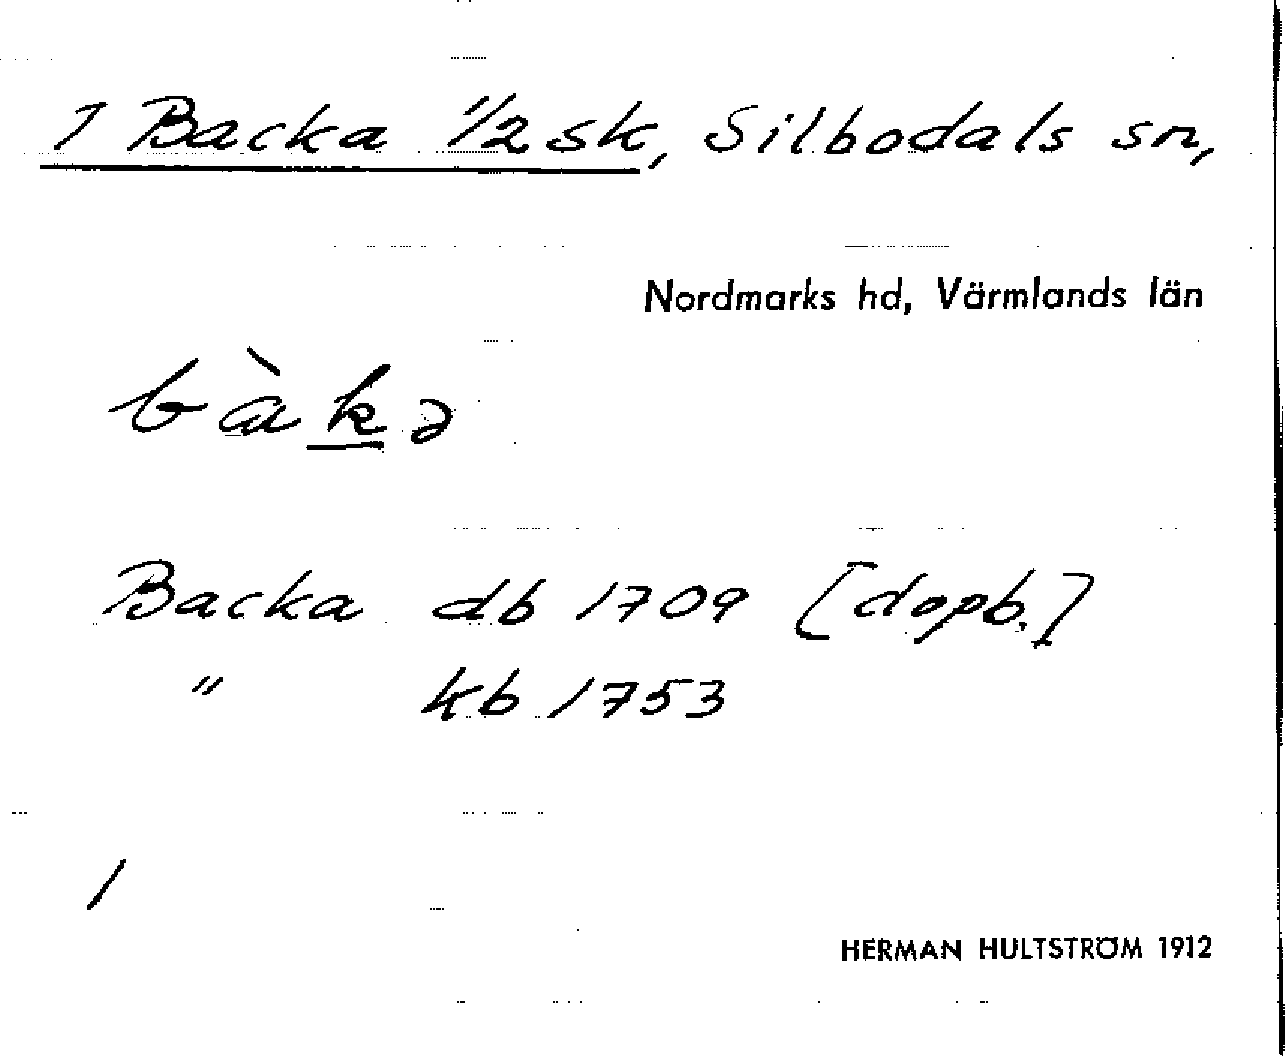 1 Backa 1/2 sk, Silbodals sn,
Nordmarks hd, Värmlands län
bàkə
Backa db 1709 [dopb.]
" kb 1753
1
HERMAN HULTSTRÖM 1912